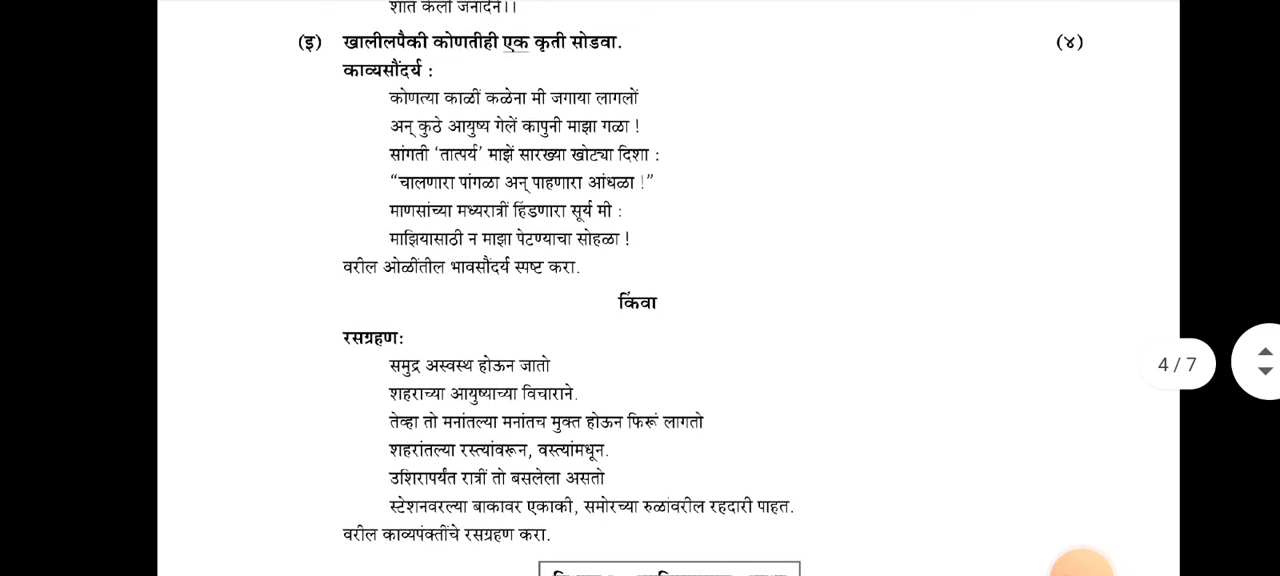 शांत केलों जनार्दनें।।
(इ) खालीलपैकी कोणतीही एक कृती सोडवा. (४)
काव्यसौंदर्य :
कोणत्या काळीं कळेना मी जगाया लागलों
अन् कुठे आयुष्य गेलें कापुनी माझा गळा !
सांगती ‘तात्पर्य’ माझें सारख्या खोट्या दिशा :
“चालणारा पांगळा अन् पाहणारा आंधळा !”
माणसांच्या मध्यरात्रीं हिंडणारा सूर्य मी :
माझियासाठी न माझा पेटण्याचा सोहळा !
वरील ओळींतील भावसौंदर्य स्पष्ट करा.
किंवा
रसग्रहण:
समुद्र अस्वस्थ होऊन जातो
शहराच्या आयुष्याच्या विचाराने.
4 / 7
तेव्हा तो मनांतल्या मनांतच मुक्त होऊन फिरूं लागतो
शहरांतल्या रस्त्यांवरून, वस्त्यांमधून.
उशिरापर्यंत रात्रीं तो बसलेला असतो
स्टेशनवरल्या बाकावर एकाकी, समोरच्या रुळांवरील रहदारी पाहत.
वरील काव्यपंक्तींचे रसग्रहण करा.